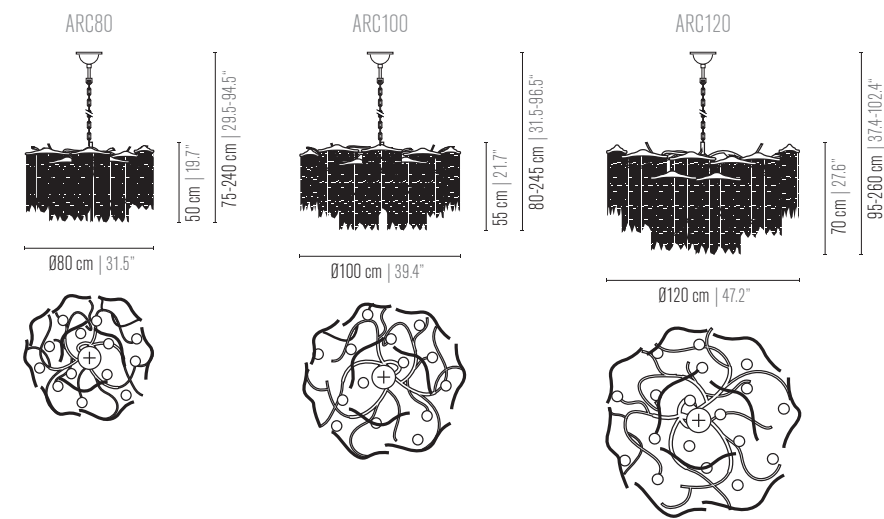 ARC80
50 cm | 19.7"
75-240 cm | 29.5-94.5"
Ø80 cm | 31.5"
ARC100
55 cm | 21.7"
80-245 cm | 31.5-96.5"
Ø100 cm | 39.4"
ARC120
70 cm | 27.6"
95-260 cm | 37.4-102.4"
Ø120 cm | 47.2"